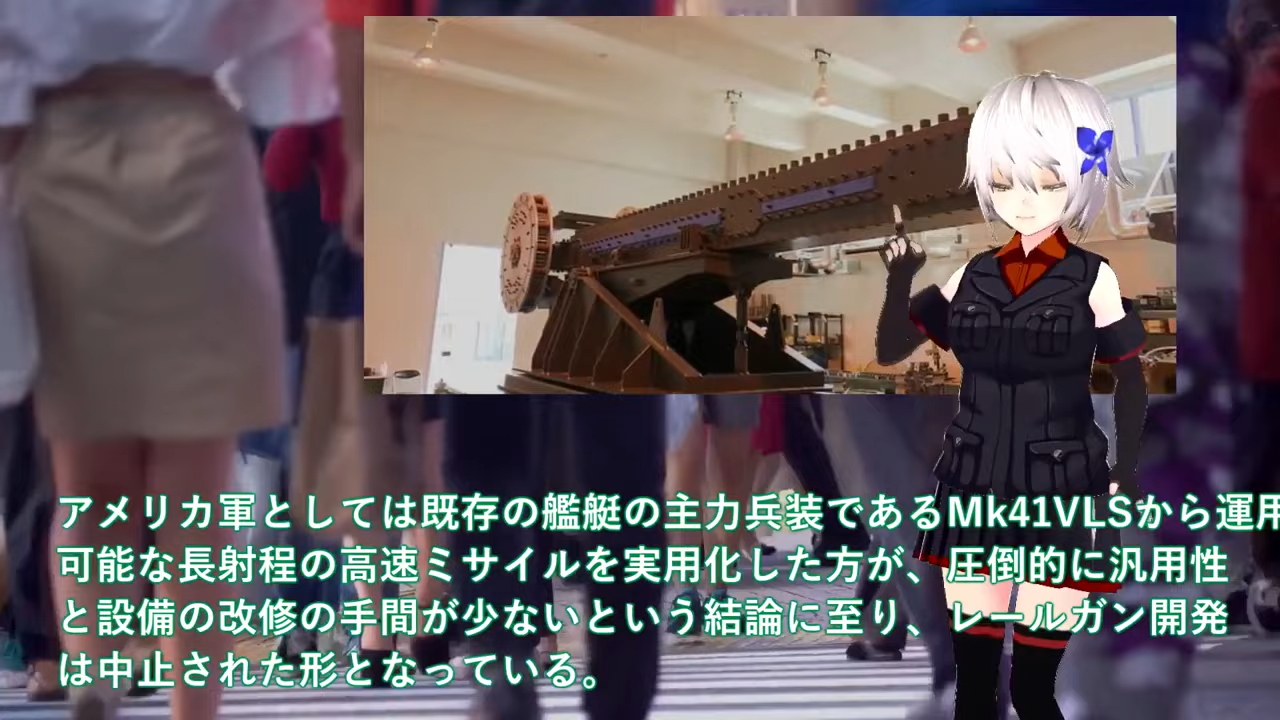 アメリカ軍としては既存の艦艇の主力兵装であるMk41VLSから運用
可能な長射程の高速ミサイルを実用化した方が、圧倒的に汎用性
と設備の改修の手間が少ないという結論に至り、レールガン開発
は中止された形となっている。